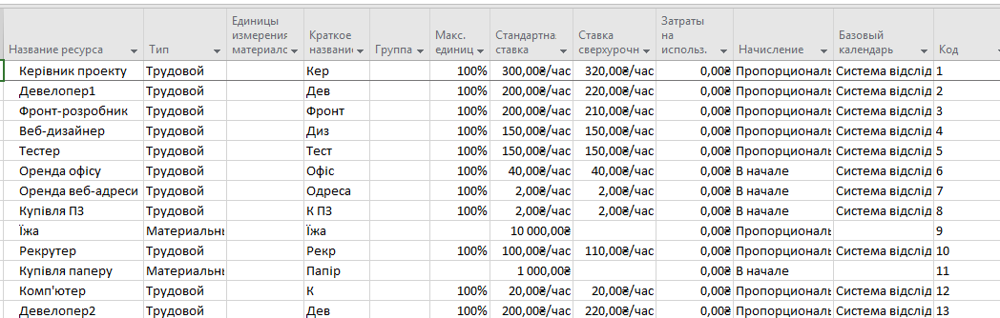 Название ресурса Тип Единицы измерения материалс Краткое названи Группа Макс. единиц Стандартна ставка Ставка сверхурочн Затраты на использ. Начисление Базовый календарь Код
Керівник проекту Трудовой Кер 100% 300,00₴/час 320,00₴/час 0,00₴ Пропорциональ Система відслід 1
Девелопер1 Трудовой Дев 100% 200,00₴/час 220,00₴/час 0,00₴ Пропорциональ Система відслід 2
Фронт-розробник Трудовой Фронт 100% 200,00₴/час 210,00₴/час 0,00₴ Пропорциональ Система відслід 3
Веб-дизайнер Трудовой Диз 100% 150,00₴/час 150,00₴/час 0,00₴ Пропорциональ Система відслід 4
Тестер Трудовой Тест 100% 150,00₴/час 150,00₴/час 0,00₴ Пропорциональ Система відслід 5
Оренда офісу Трудовой Офіс 100% 40,00₴/час 40,00₴/час 0,00₴ В начале Система відслід 6
Оренда веб-адреси Трудовой Одреса 100% 2,00₴/час 2,00₴/час 0,00₴ В начале Система відслід 7
Купівля ПЗ Трудовой К ПЗ 100% 2,00₴/час 2,00₴/час 0,00₴ В начале Система відслід 8
Їжа Материальны Їжа 10 000,00₴ 0,00₴ Пропорциональ 9
Рекрутер Трудовой Рекр 100% 100,00₴/час 110,00₴/час 0,00₴ Пропорциональ Система відслід 10
Купівля паперу Материальны Папір 1 000,00₴ 0,00₴ В начале 11
Комп'ютер Трудовой К 100% 20,00₴/час 20,00₴/час 0,00₴ Пропорциональ Система відслід 12
Девелопер2 Трудовой Дев 100% 200,00₴/час 220,00₴/час 0,00₴ Пропорциональ Система відслід 13